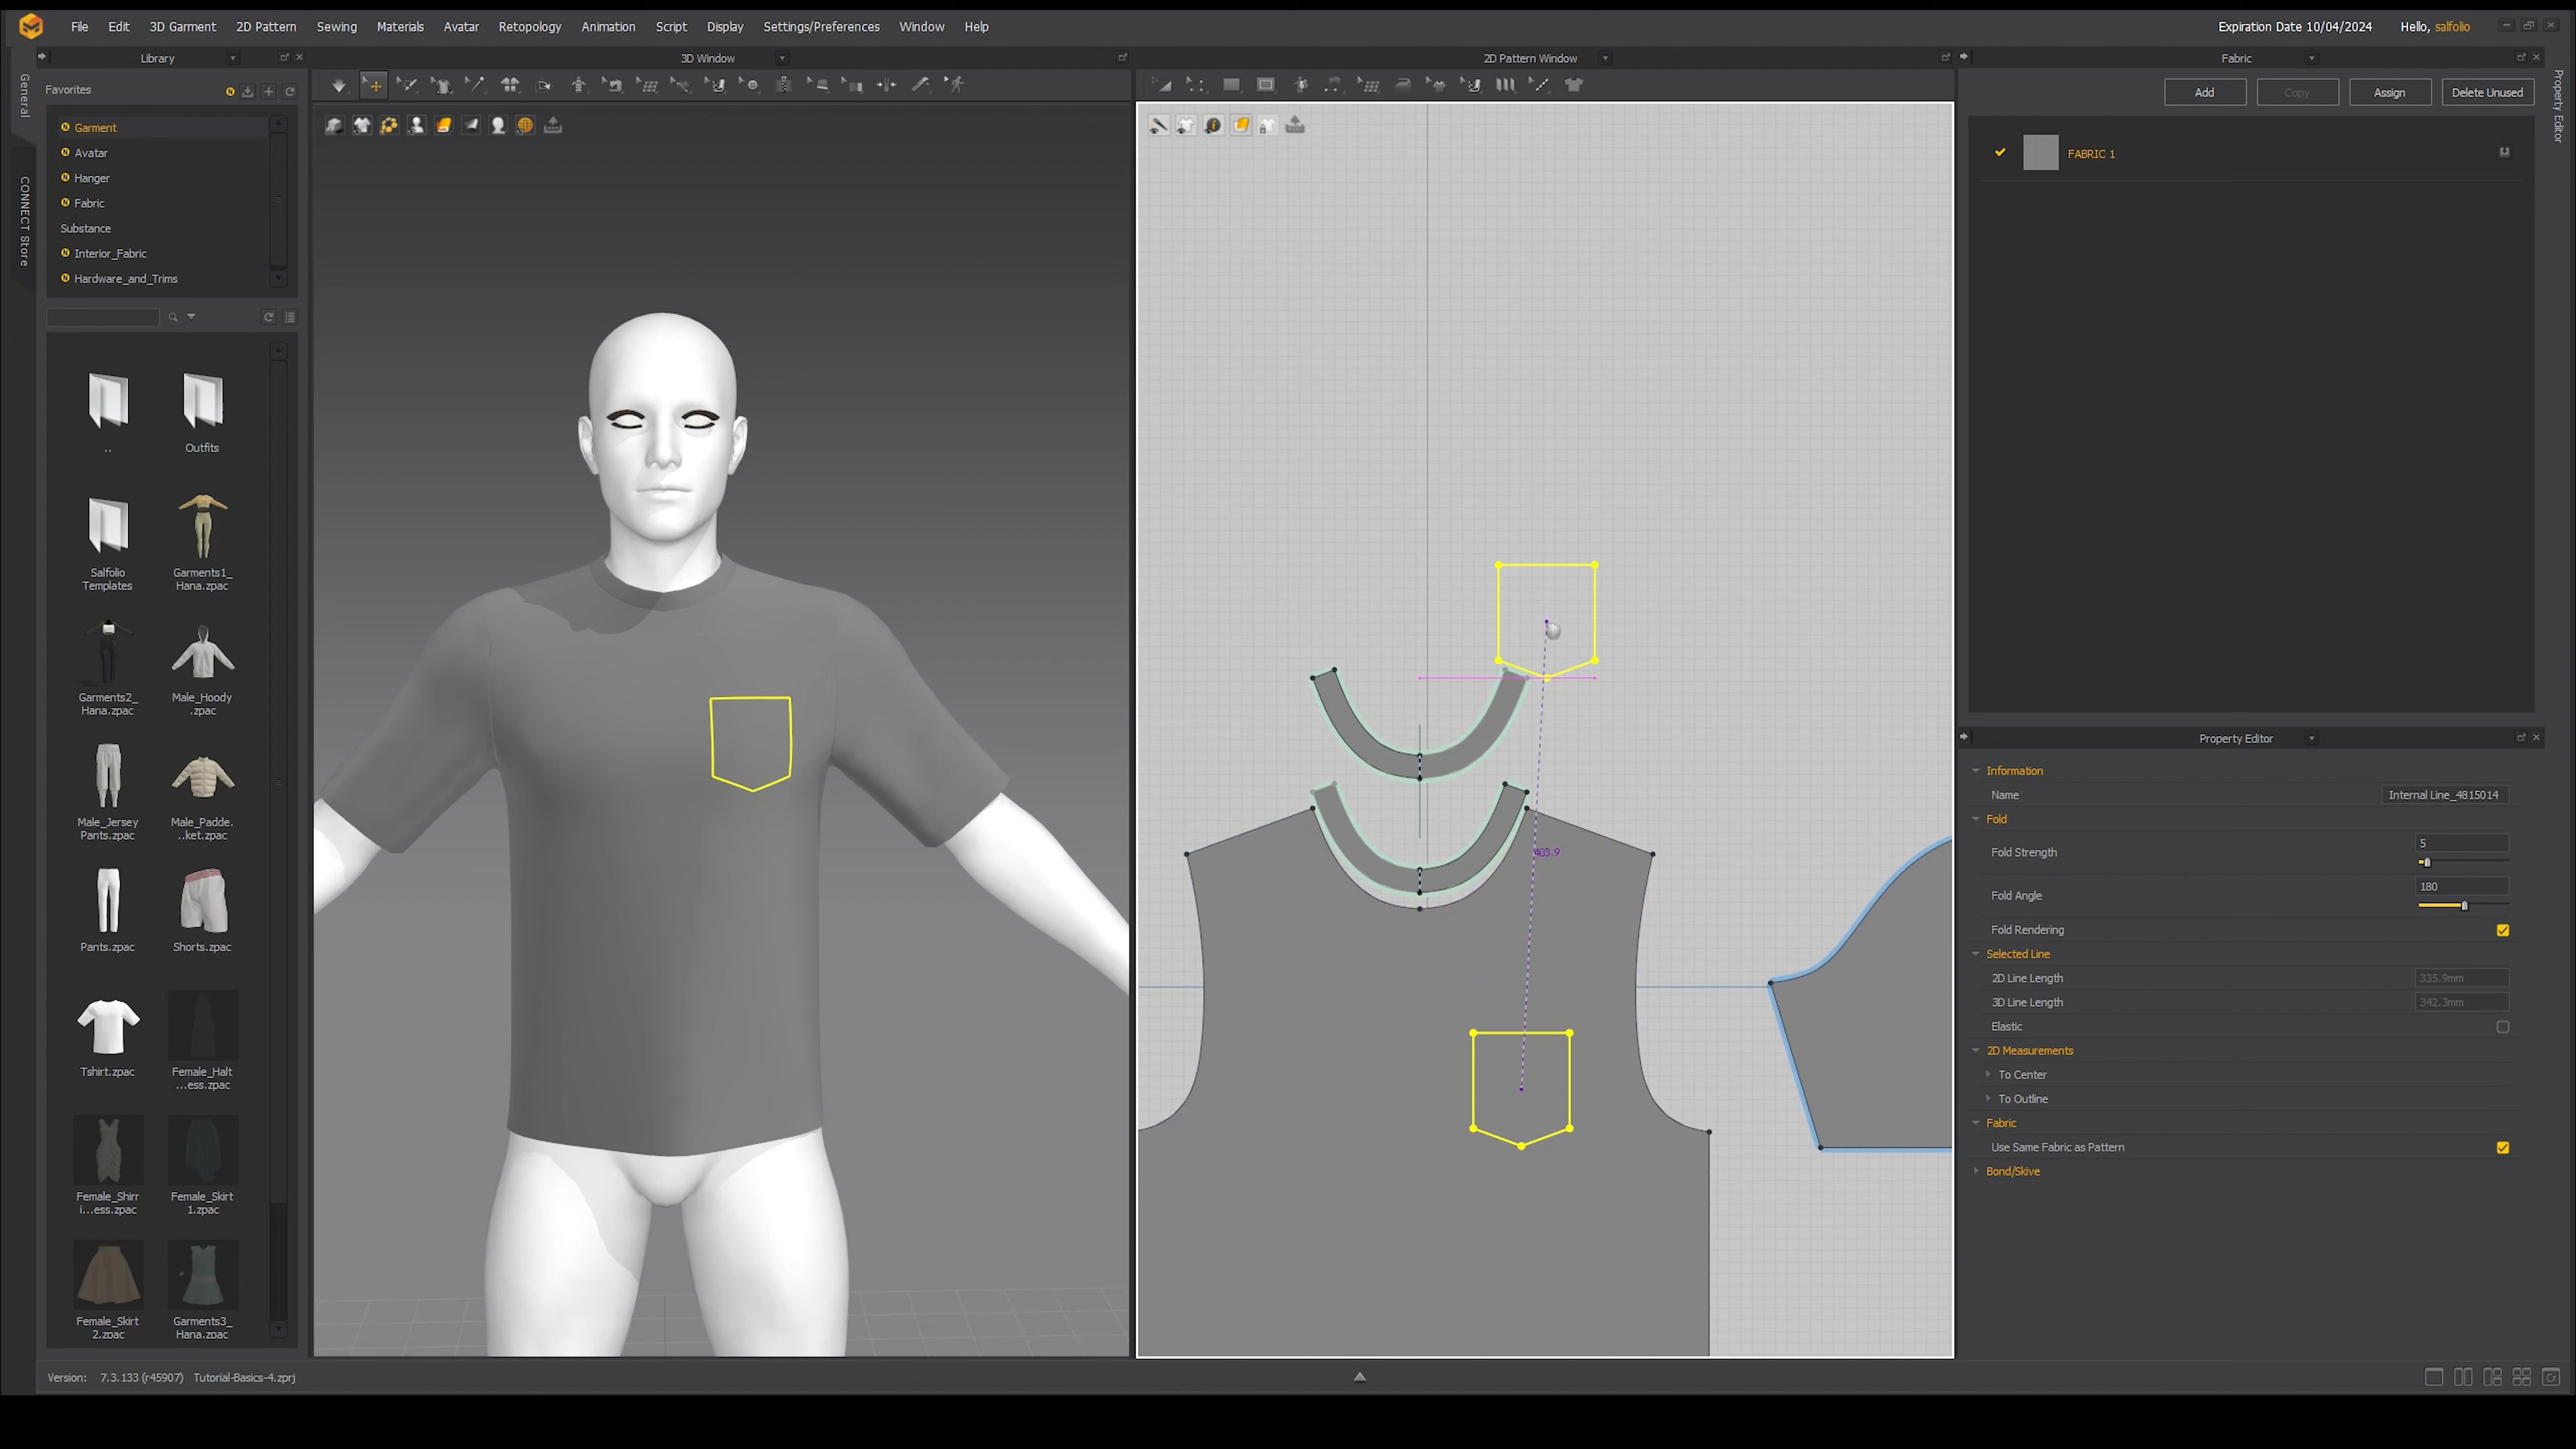 File Edit 3D Garment 2D Pattern Sewing Materials Avatar Retopology Animation Script Display Settings/Preferences Window Help
Expiration Date 10/04/2024 Hello, salfolio
Library
3D Window
2D Pattern Window
Fabric
General
CONNECT Store
Property Editor
Favorites
Garment
Avatar
Hanger
Fabric
Substance
Interior_Fabric
Hardware_and_Trims
..
Outfits
Salfolio
Templates
Garments1_
Hana.zpac
Garments2_
Hana.zpac
Male_Hoody
.zpac
Male_Jersey
Pants.zpac
Male_Padde.
..ket.zpac
Pants.zpac
Shorts.zpac
Tshirt.zpac
Female_Halt
...ess.zpac
Female_Shirr
i...ess.zpac
Female_Skirt
1.zpac
Female_Skirt
2.zpac
Garments3_
Hana.zpac
403.9
Add Copy Assign Delete Unused
FABRIC 1
Property Editor
Information
Name Internal Line_4815014
Fold
Fold Strength 5
Fold Angle 180
Fold Rendering
Selected Line
2D Line Length 335.9mm
3D Line Length 342.3mm
Elastic
2D Measurements
To Center
To Outline
Fabric
Use Same Fabric as Pattern
Bond/Skive
Version: 7.3.133 (r45907) Tutorial-Basics-4.zprj